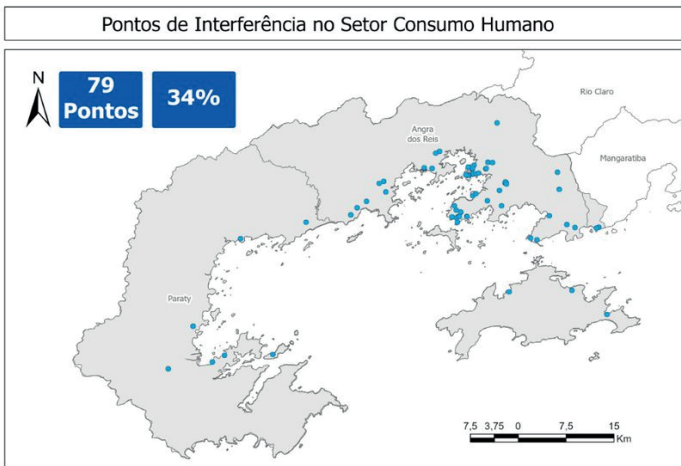 Pontos de Interferência no Setor Consumo Humano
N
79
Pontos
34%
Rio Claro
Angra
dos Reis
Mangaratiba
Paraty
7,5 3,75 0 7,5 15
Km